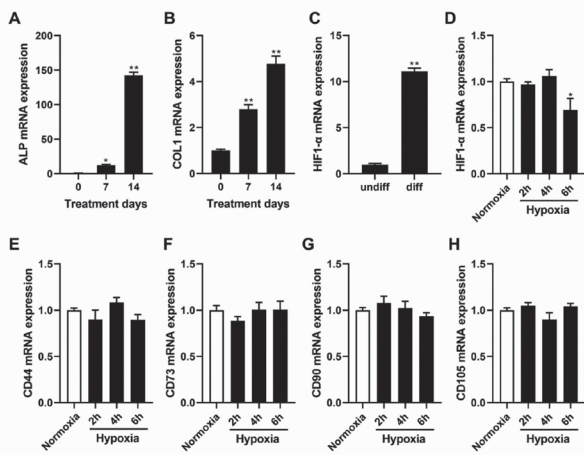 A
ALP mRNA expression
200
150
100
50
0
*
**
0 7 14
Treatment days
B
COL1 mRNA expression
6
4
2
0
**
**
0 7 14
Treatment days
C
HIF1-α mRNA expression
15
10
5
0
**
undiff diff
D
HIF1-α mRNA expression
1.5
1.0
0.5
0.0
*
Normoxia 2h 4h 6h
Hypoxia
E
CD44 mRNA expression
1.5
1.0
0.5
0.0
Normoxia 2h 4h 6h
Hypoxia
F
CD73 mRNA expression
1.5
1.0
0.5
0.0
Normoxia 2h 4h 6h
Hypoxia
G
CD90 mRNA expression
1.5
1.0
0.5
0.0
Normoxia 2h 4h 6h
Hypoxia
H
CD105 mRNA expression
1.5
1.0
0.5
0.0
Normoxia 2h 4h 6h
Hypoxia